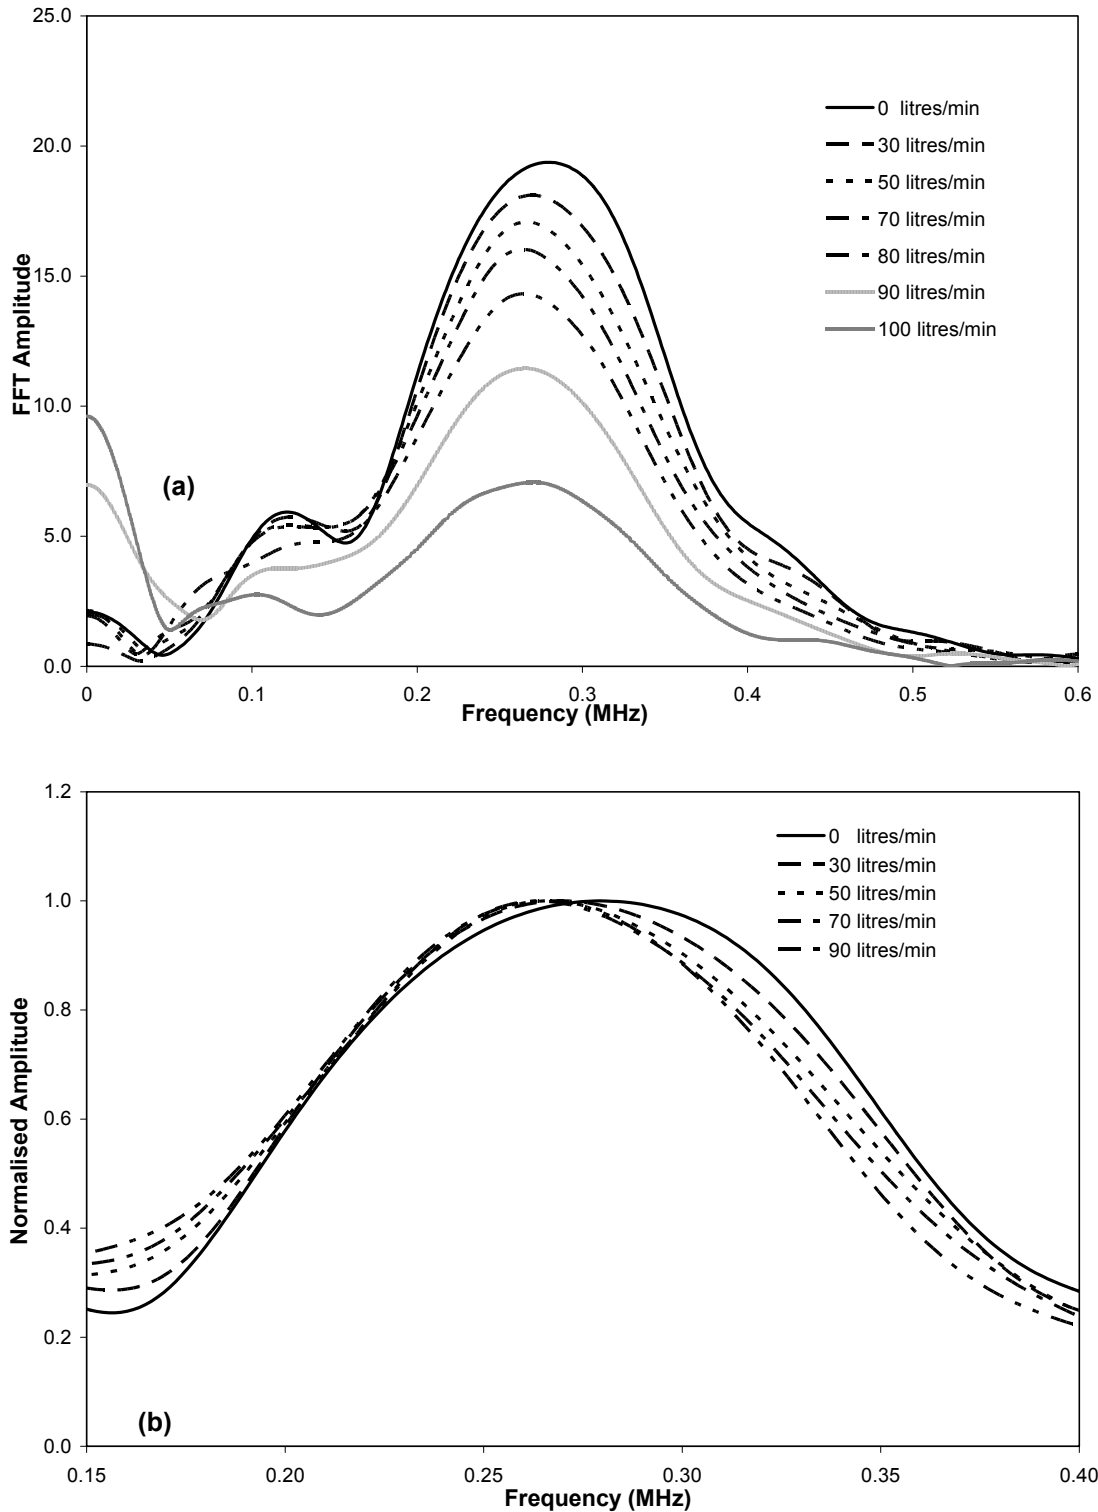 25.0
20.0
15.0
10.0
5.0
0.0
FFT Amplitude
0 litres/min
30 litres/min
50 litres/min
70 litres/min
80 litres/min
90 litres/min
100 litres/min
(a)
0
0.1
0.2
0.3
0.4
0.5
0.6
Frequency (MHz)
1.2
1.0
0.8
0.6
0.4
0.2
0.0
Normalised Amplitude
0 litres/min
30 litres/min
50 litres/min
70 litres/min
90 litres/min
(b)
0.15
0.20
0.25
0.30
0.35
0.40
Frequency (MHz)